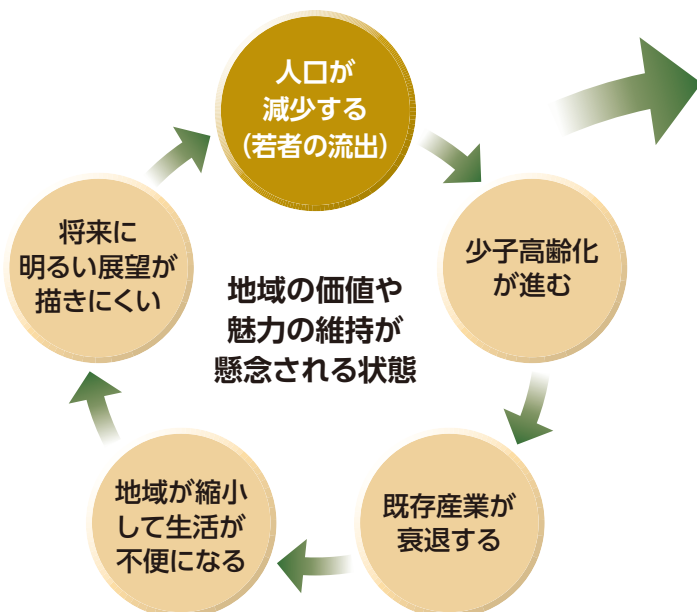 人口が
減少する
(若者の流出)
少子高齢化
が進む
既存産業が
衰退する
地域が縮小
して生活が
不便になる
将来に
明るい展望が
描きにくい
地域の価値や
魅力の維持が
懸念される状態